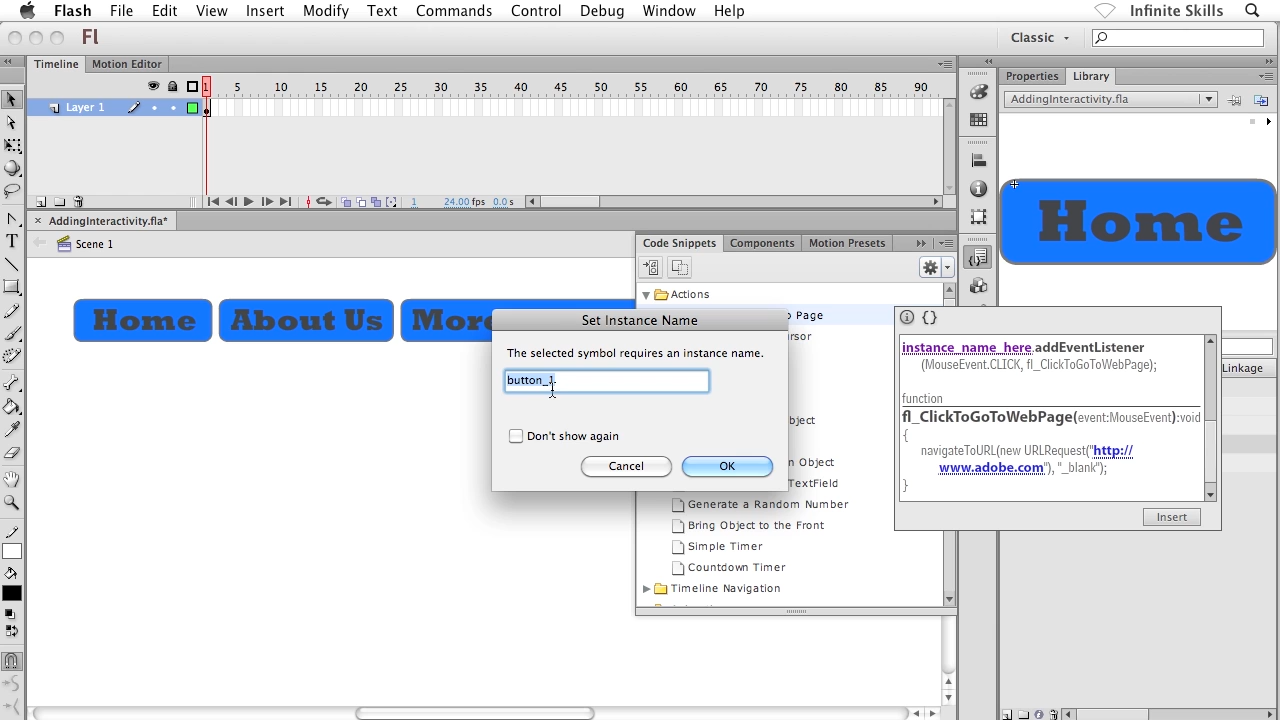 Flash File Edit View Insert Modify Text Commands Control Debug Window Help Infinite Skills
Fl Classic
Timeline Motion Editor
Properties Library
1 5 10 15 20 25 30 35 40 45 50 55 60 65 70 75 80 85 90
Layer 1
AddingInteractivity.fla
1 24.00 fps 0.0 s
AddingInteractivity.fla*
Scene 1
Home
Code Snippets Components Motion Presets
Actions
Home About Us
Set Instance Name
The selected symbol requires an instance name.
button_1
Don't show again
Cancel OK
Page
Generate a Random Number
Bring Object to the Front
Simple Timer
Countdown Timer
Timeline Navigation
{}
instance_name_here.addEventListener
(MouseEvent.CLICK, fl_ClickToGoToWebPage);
function
fl_ClickToGoToWebPage(event:MouseEvent):void
{
navigateToURL(new URLRequest("http://
www.adobe.com"), "_blank");
}
Insert
Linkage